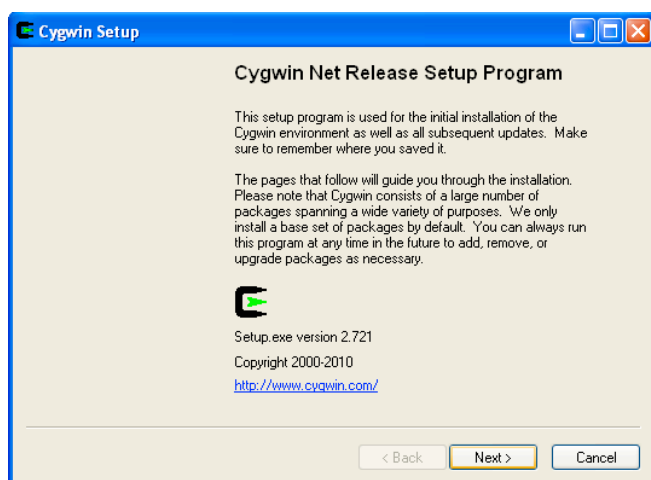 Cygwin Setup
Cygwin Net Release Setup Program
This setup program is used for the initial installation of the
Cygwin environment as well as all subsequent updates. Make
sure to remember where you saved it.
The pages that follow will guide you through the installation.
Please note that Cygwin consists of a large number of
packages spanning a wide variety of purposes. We only
install a base set of packages by default. You can always run
this program at any time in the future to add, remove, or
upgrade packages as necessary.
Setup.exe version 2.721
Copyright 2000-2010
http://www.cygwin.com/
< Back Next > Cancel